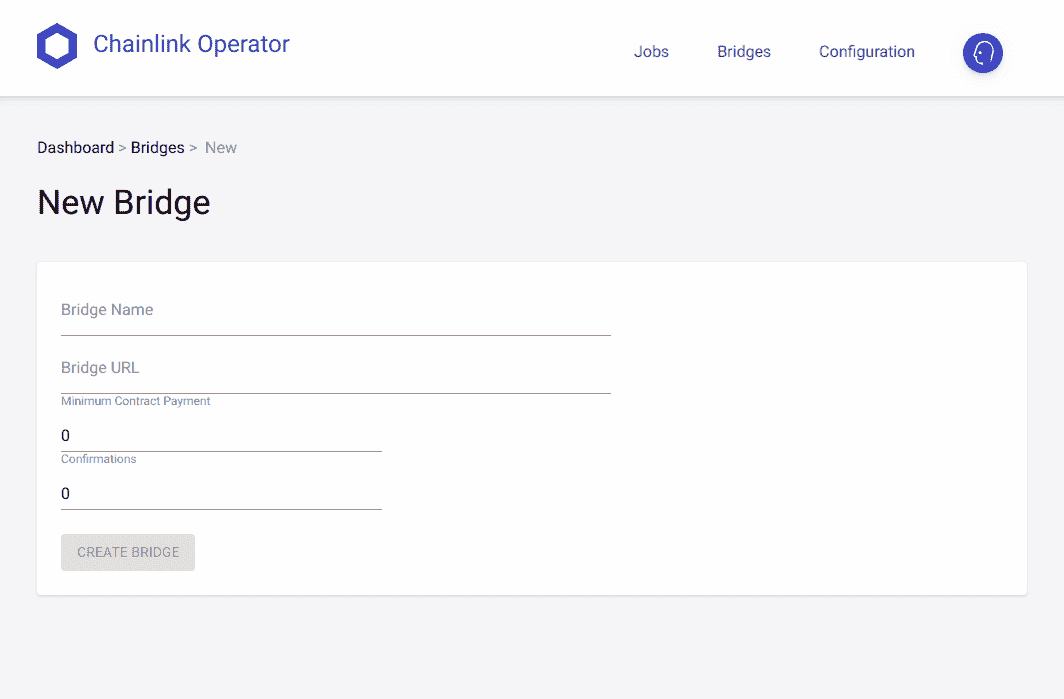 Chainlink Operator
Jobs Bridges Configuration
Dashboard > Bridges > New
New Bridge
Bridge Name
Bridge URL
Minimum Contract Payment
0
Confirmations
0
CREATE BRIDGE